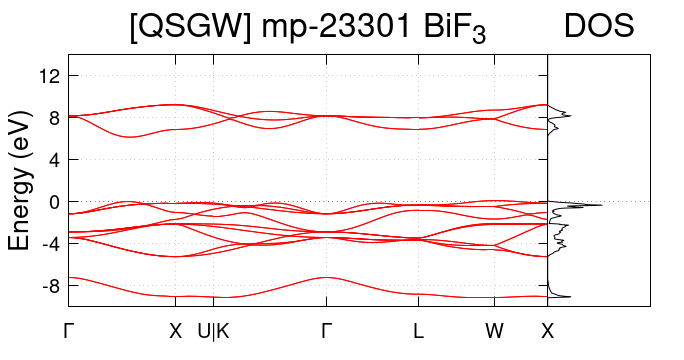 [QSGW] mp-23301 BiF₃ DOS
Energy (eV)
12
8
4
0
-4
-8
Γ X U|K Γ L W X